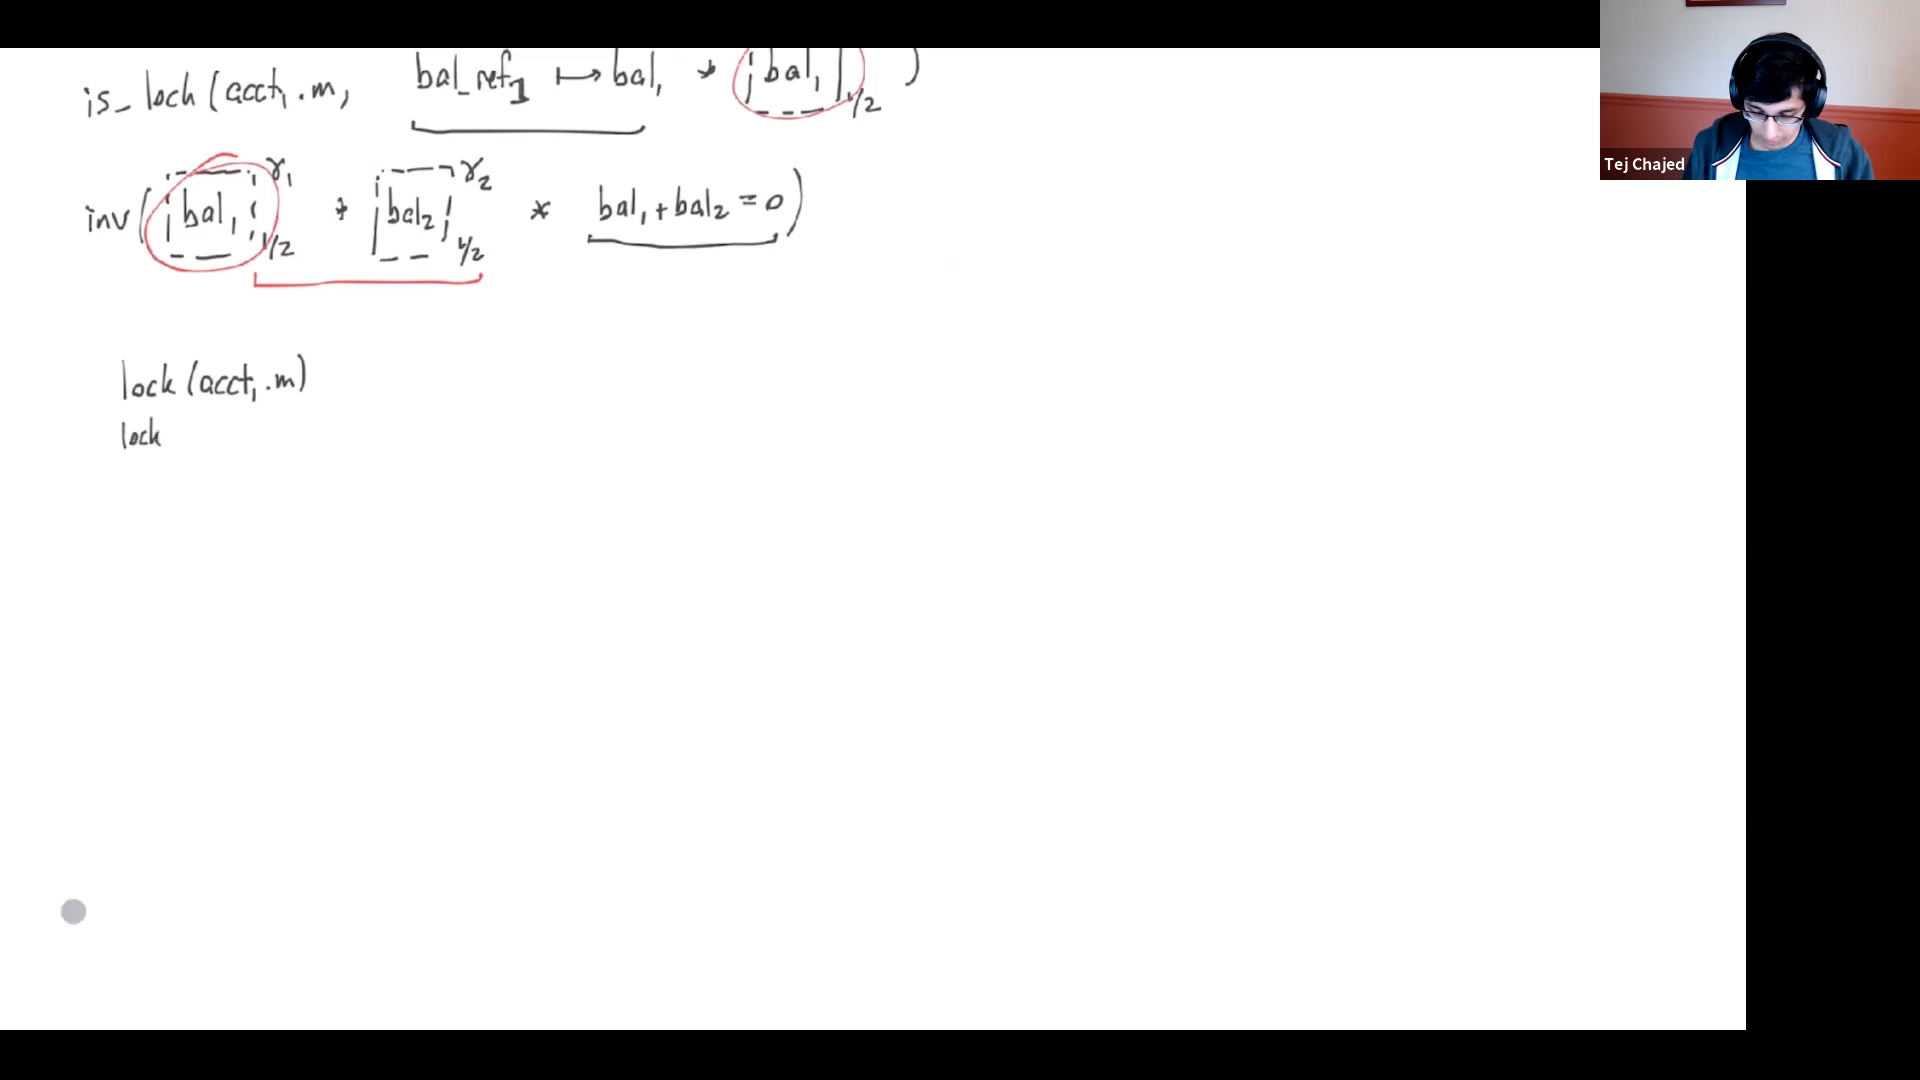 is_lock (acct₁.m, bal_ref₁ ↦ bal₁ * bal₁ 1/2 )
inv( bal₁ γ₁ 1/2 * bal₂ γ₂ 1/2 * bal₁ + bal₂ = 0 )
lock (acct₁.m)
lock
Tej Chajed